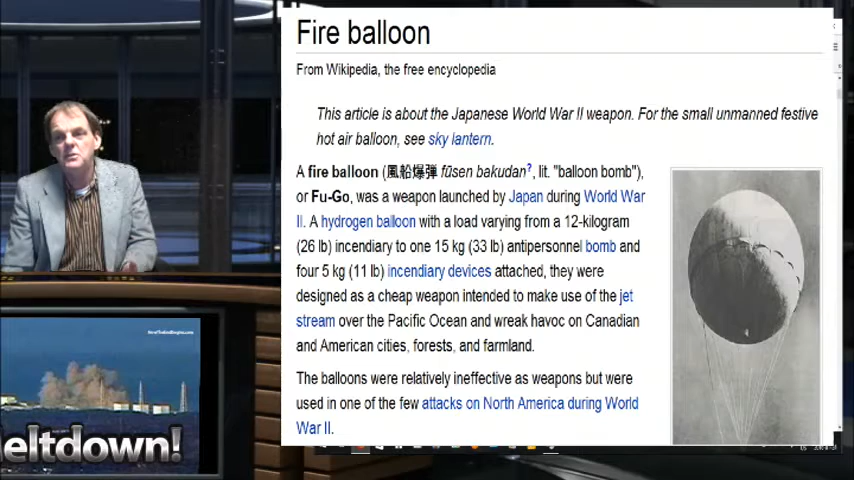 Fire balloon
From Wikipedia, the free encyclopedia
This article is about the Japanese World War II weapon. For the small unmanned festive
hot air balloon, see sky lantern.
A fire balloon (風船爆弾 fūsen bakudan?, lit. "balloon bomb"),
or Fu-Go, was a weapon launched by Japan during World War
II. A hydrogen balloon with a load varying from a 12-kilogram
(26 lb) incendiary to one 15 kg (33 lb) antipersonnel bomb and
four 5 kg (11 lb) incendiary devices attached, they were
designed as a cheap weapon intended to make use of the jet
stream over the Pacific Ocean and wreak havoc on Canadian
and American cities, forests, and farmland.
The balloons were relatively ineffective as weapons but were
used in one of the few attacks on North America during World
War II.
eltdown!